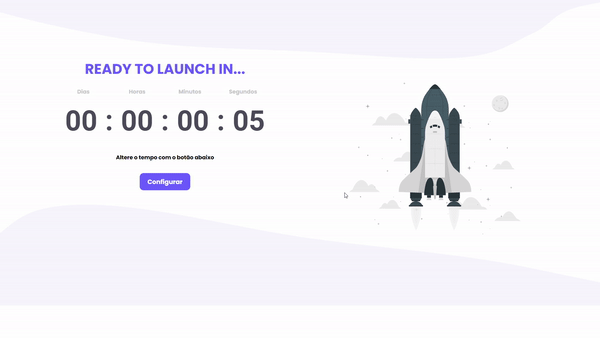 READY TO LAUNCH IN...
Dias Horas Minutos Segundos
00 : 00 : 00 : 05
Altere o tempo com o botão abaixo
Configurar